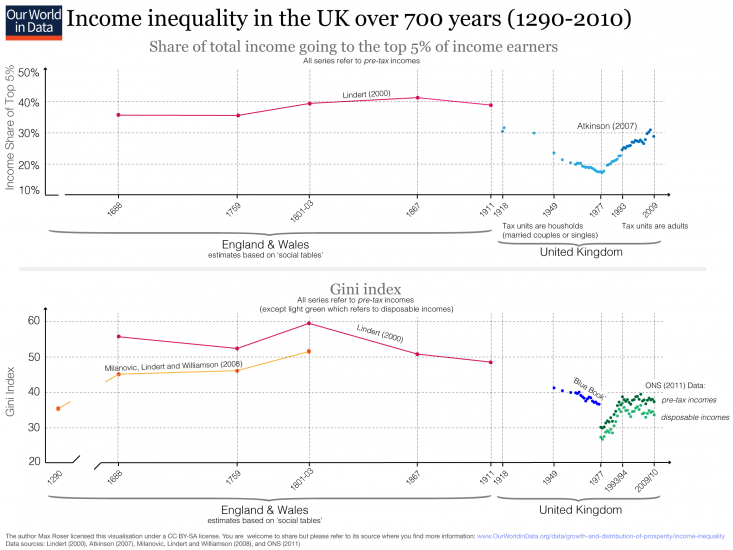 Our World
in Data
Income inequality in the UK over 700 years (1290-2010)
Share of total income going to the top 5% of income earners
All series refer to pre-tax incomes
Income Share of Top 5%
50%
40%
30%
20%
10%
Lindert (2000)
Atkinson (2007)
1688
1759
1801-03
1867
1911
1918
1949
1977
1993
2009
Tax units are housholds
(married couples or singles)
Tax units are adults
England & Wales
estimates based on 'social tables'
United Kingdom
Gini index
All series refer to pre-tax incomes
(except light green which refers to disposable incomes)
Gini Index
60
50
40
30
20
Lindert (2000)
Milanovic, Lindert and Williamson (2008)
'Blue Book'
ONS (2011) Data:
pre-tax incomes
disposable incomes
1290
1688
1759
1801-03
1867
1911
1918
1949
1977
1993/94
2009/10
England & Wales
estimates based on 'social tables'
United Kingdom
The author Max Roser licensed this visualisation under a CC BY-SA license. You are welcome to share but please refer to its source where you find more information: www.OurWorldinData.org/data/growth-and-distribution-of-prosperity/income-inequality
Data sources: Lindert (2000), Atkinson (2007), Milanovic, Lindert and Williamson (2008), and ONS (2011)